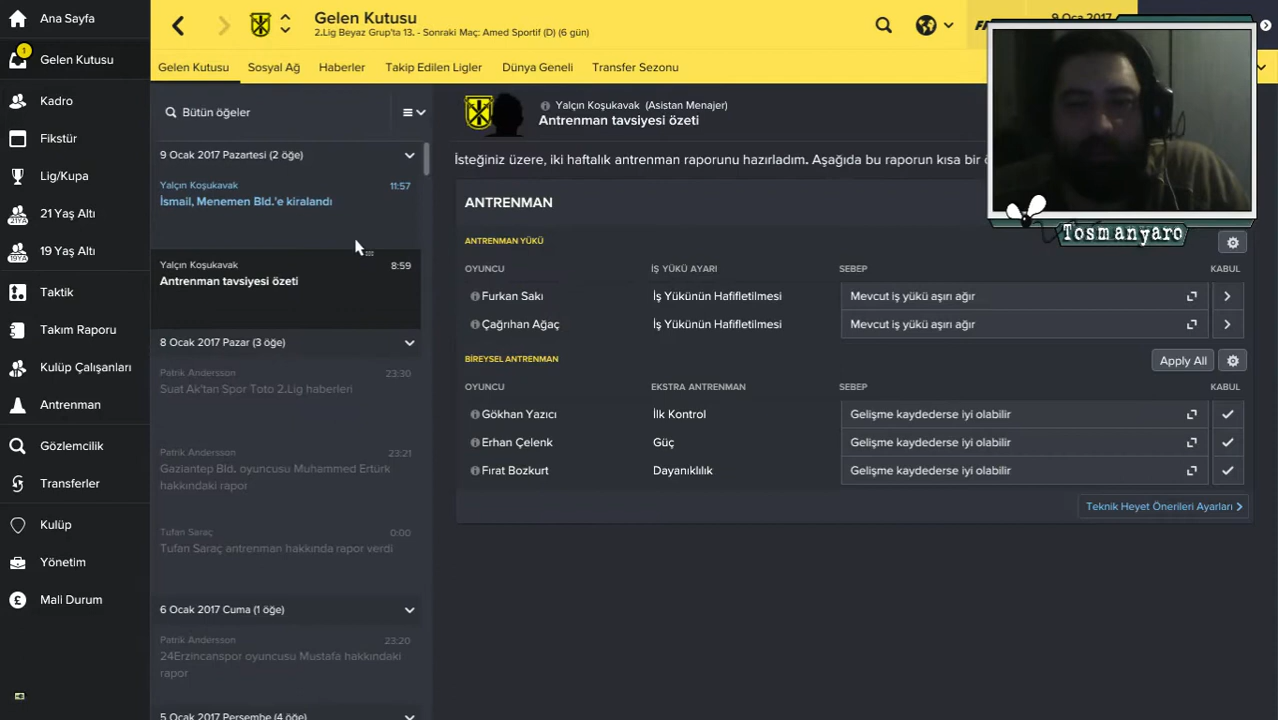 Ana Sayfa
1
Gelen Kutusu
Kadro
Fikstür
Lig/Kupa
21 Yaş Altı
19 Yaş Altı
Taktik
Takım Raporu
Kulüp Çalışanları
Antrenman
Gözlemcilik
Transferler
Kulüp
Yönetim
Mali Durum
Gelen Kutusu
2.Lig Beyaz Grup'ta 13. - Sonraki Maç: Amed Sportif (D) (6 gün)
9 Oca 2017
Gelen Kutusu
Sosyal Ağ
Haberler
Takip Edilen Ligler
Dünya Geneli
Transfer Sezonu
Bütün öğeler
9 Ocak 2017 Pazartesi (2 öğe)
Yalçın Koşukavak 11:57
İsmail, Menemen Bld.'e kiralandı
Yalçın Koşukavak 8:59
Antrenman tavsiyesi özeti
8 Ocak 2017 Pazar (3 öğe)
Patrik Andersson 23:30
Suat Ak'tan Spor Toto 2.Lig haberleri
Patrik Andersson 23:21
Gaziantep Bld. oyuncusu Muhammed Ertürk
hakkındaki rapor
Tufan Saraç 0:00
Tufan Saraç antrenman hakkında rapor verdi
6 Ocak 2017 Cuma (1 öğe)
Patrik Andersson 23:20
24Erzincanspor oyuncusu Mustafa hakkındaki
rapor
5 Ocak 2017 Perşembe (4 öğe)
Yalçın Koşukavak (Asistan Menajer)
Antrenman tavsiyesi özeti
İsteğiniz üzere, iki haftalık antrenman raporunu hazırladım. Aşağıda bu raporun kısa bir
ANTRENMAN
ANTRENMAN YÜKÜ
OYUNCU İŞ YÜKÜ AYARI SEBEP KABUL
Furkan Sakı İş Yükünün Hafifletilmesi Mevcut iş yükü aşırı ağır
Çağrıhan Ağaç İş Yükünün Hafifletilmesi Mevcut iş yükü aşırı ağır
BİREYSEL ANTRENMAN Apply All
OYUNCU EKSTRA ANTRENMAN SEBEP KABUL
Gökhan Yazıcı İlk Kontrol Gelişme kaydederse iyi olabilir
Erhan Çelenk Güç Gelişme kaydederse iyi olabilir
Fırat Bozkurt Dayanıklılık Gelişme kaydederse iyi olabilir
Teknik Heyet Önerileri Ayarları
Tosmanyaro